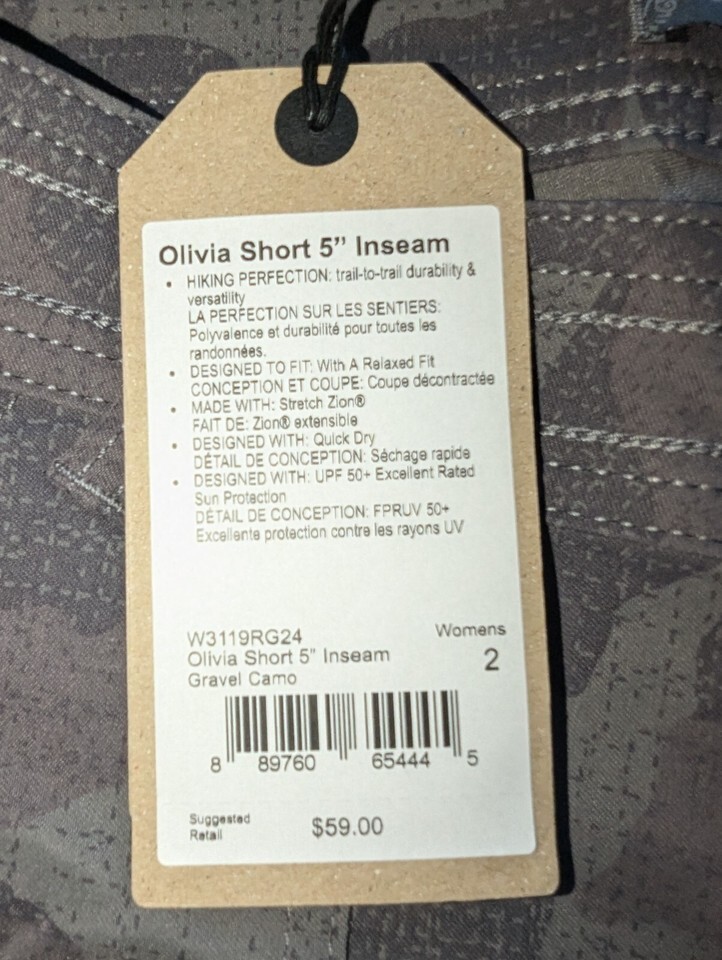 Olivia Short 5” Inseam
• HIKING PERFECTION: trail-to-trail durability &
versatility
LA PERFECTION SUR LES SENTIERS:
Polyvalence et durabilité pour toutes les
randonnées.
• DESIGNED TO FIT: With A Relaxed Fit
CONCEPTION ET COUPE: Coupe décontractée
• MADE WITH: Stretch Zion®
FAIT DE: Zion® extensible
• DESIGNED WITH: Quick Dry
DÉTAIL DE CONCEPTION: Séchage rapide
• DESIGNED WITH: UPF 50+ Excellent Rated
Sun Protection
DÉTAIL DE CONCEPTION: FPRUV 50+
Excellente protection contre les rayons UV
W3119RG24 Womens
Olivia Short 5" Inseam 2
Gravel Camo
8 89760 65444 5
Suggested
Retail $59.00